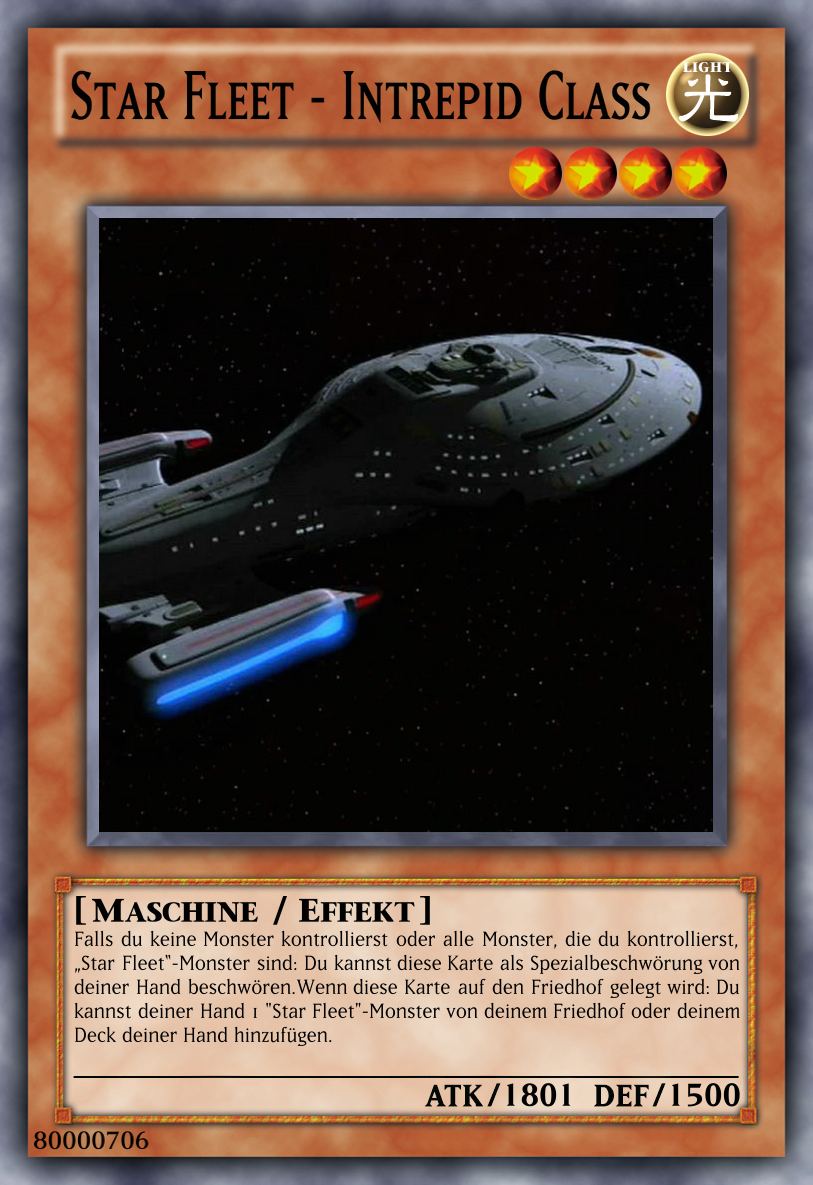 Star Fleet - Intrepid Class
LIGHT
光
[Maschine / Effekt]
Falls du keine Monster kontrollierst oder alle Monster, die du kontrollierst,
„Star Fleet"-Monster sind: Du kannst diese Karte als Spezialbeschwörung von
deiner Hand beschwören.Wenn diese Karte auf den Friedhof gelegt wird: Du
kannst deiner Hand 1 "Star Fleet"-Monster von deinem Friedhof oder deinem
Deck deiner Hand hinzufügen.
ATK/1801 DEF/1500
80000706